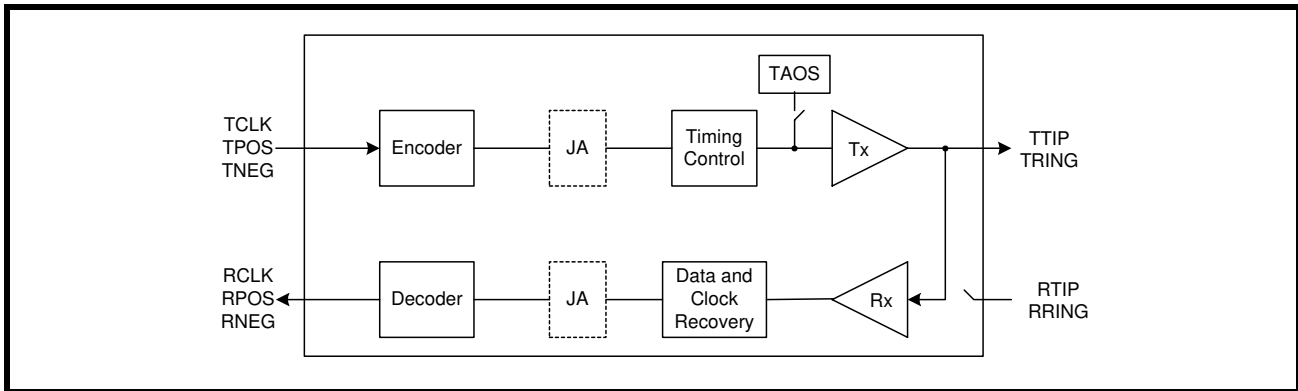 TAOS
TCLK
TPOS
TNEG
Encoder
JA
Timing
Control
Tx
TTIP
TRING
RCLK
RPOS
RNEG
Decoder
JA
Data and
Clock
Recovery
Rx
RTIP
RRING